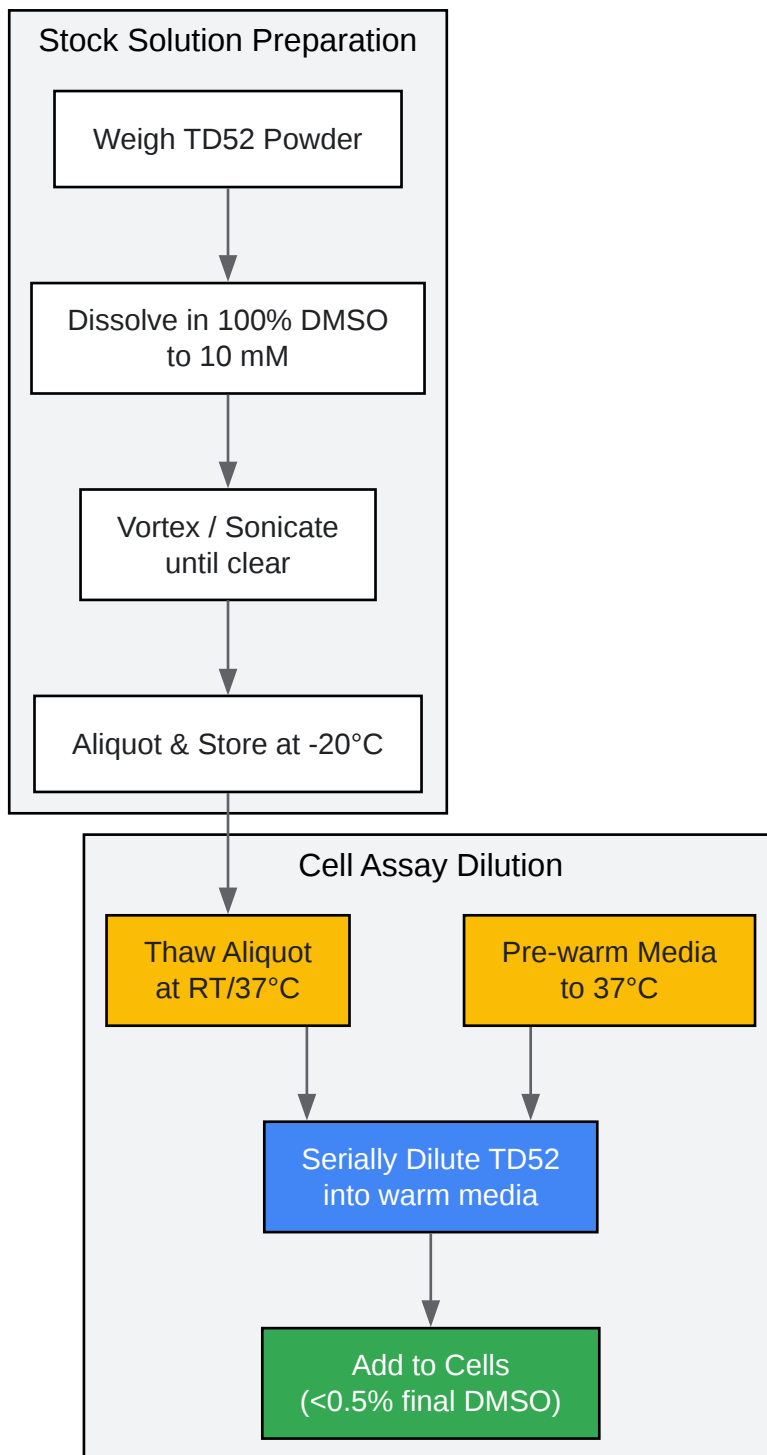 Stock Solution Preparation
Weigh TD52 Powder
Dissolve in 100% DMSO
to 10 mM
Vortex / Sonicate
until clear
Aliquot & Store at -20°C
Cell Assay Dilution
Thaw Aliquot
at RT/37°C
Pre-warm Media
to 37°C
Serially Dilute TD52
into warm media
Add to Cells
(<0.5% final DMSO)